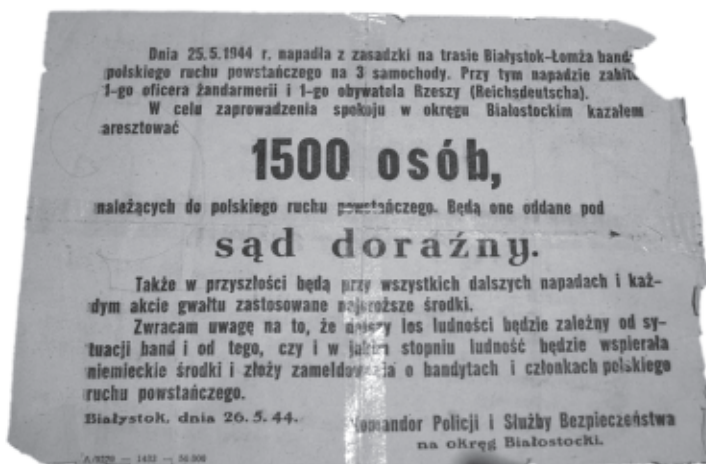 Dnia 25.5.1944 r. napadla z zasadzki na trasie Białystok-Łomża
polskiego ruchu powstańczego na 3 samochody. Przy tym napadzie
1-go oficera żandarmerii i 1-go obywatela Rzeszy (Reichsdeutscha).
W celu zaprowadzenia spokoju w okręgu Białostockim kazałem
aresztować
1500 osób,
należących do polskiego ruchu powstańczego. Będą one oddane pod
sąd doraźny.
Także w przyszłości będą przy wszystkich dalszych napadach i każ-
dym akcie gwałtu zastosowane najsroższe środki.
Zwracam uwagę na to, że dalszy los ludności będzie zależny od sy-
tuacji band i od tego, czy i w jakim stopniu ludność będzie wspierała
niemieckie środki i złoży zameldowania o bandytach i członkach polskiego
ruchu powstańczego.
Białystok, dnia 26.5.44.
Komandor Policji i Służby Bezpieczeństwa
na okręg Białostocki.